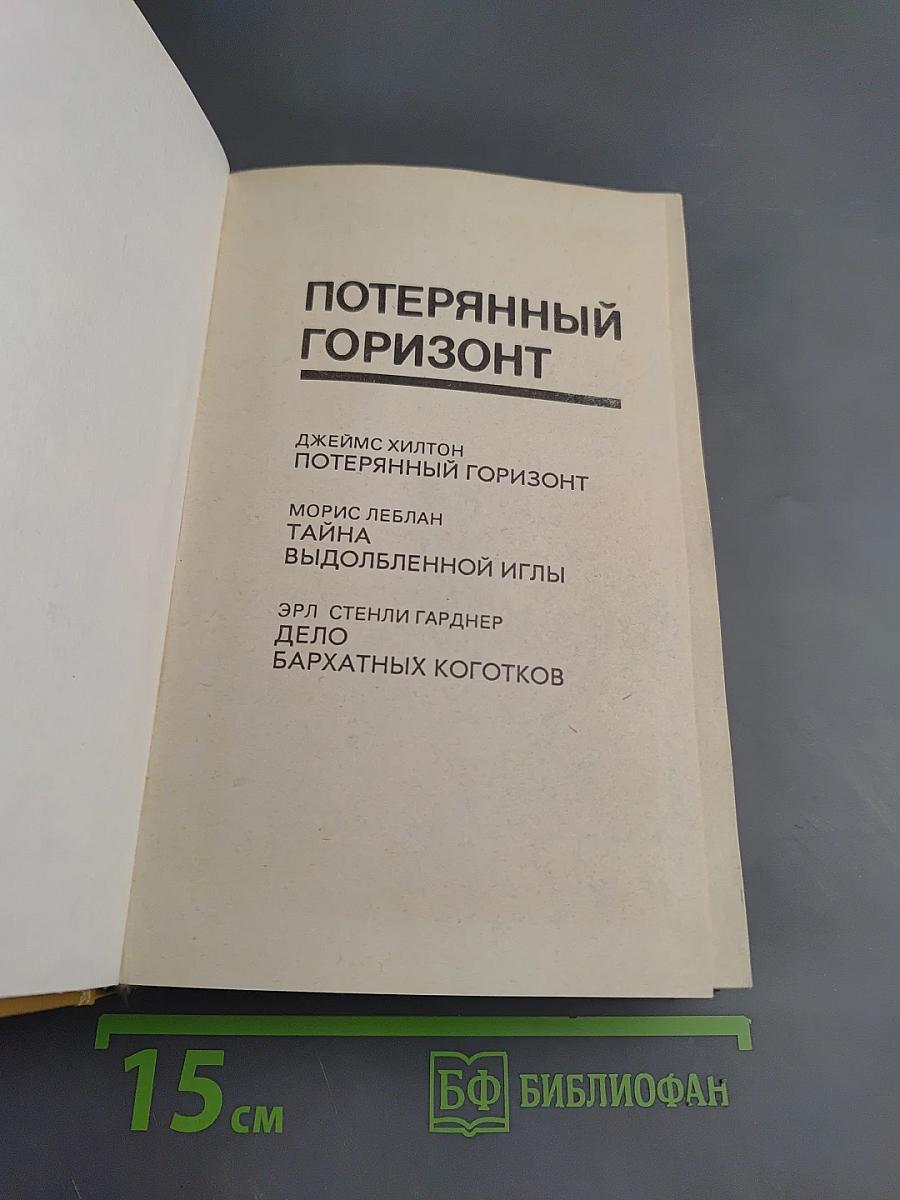 ПОТЕРЯННЫЙ
ГОРИЗОНТ
ДЖЕЙМС ХИЛТОН
ПОТЕРЯННЫЙ ГОРИЗОНТ
МОРИС ЛЕБЛАН
ТАЙНА
ВЫДОЛБЛЕННОЙ ИГЛЫ
ЭРЛ СТЕНЛИ ГАРДНЕР
ДЕЛО
БАРХАТНЫХ КОГОТКОВ
15 см
БФ БИБЛИОФАН